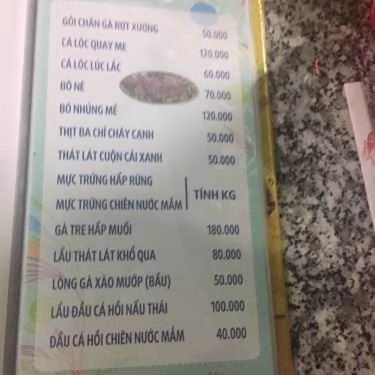 GỎI CHÂN GÀ RÚT XƯƠNG 50.000
CÁ LÓC QUAY ME 120.000
CÁ LÓC LÚC LẮC 60.000
BÒ NÉ 70.000
BÒ NHÚNG MẺ 120.000
THỊT BA CHỈ CHÁY CẠNH 50.000
THÁT LÁT CUỘN CẢI XANH 50.000
MỰC TRỨNG HẤP RỪNG
TÍNH KG
MỰC TRỨNG CHIÊN NƯỚC MẮM
GÀ TRE HẤP MUỐI 180.000
LẨU THÁT LÁT KHỔ QUA 80.000
LÒNG GÀ XÀO MƯỚP (BẦU) 50.000
LẨU ĐẦU CÁ HỒI NẤU THÁI 100.000
ĐẦU CÁ HỒI CHIÊN NƯỚC MẮM 40.000